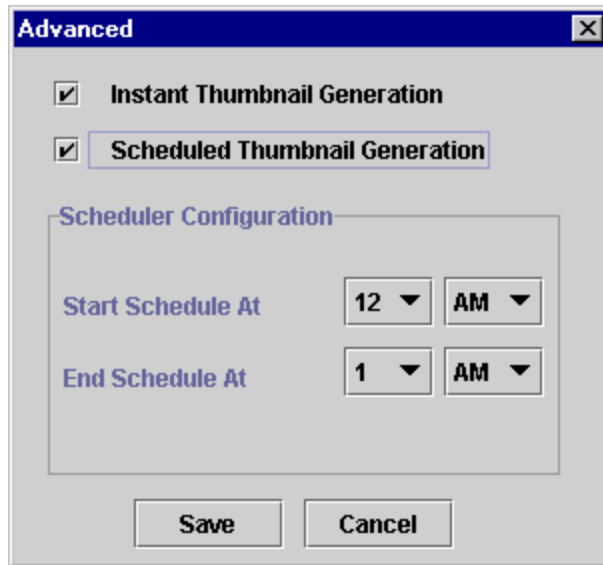 Advanced
Instant Thumbnail Generation
Scheduled Thumbnail Generation
Scheduler Configuration
Start Schedule At 12 AM
End Schedule At 1 AM
Save Cancel